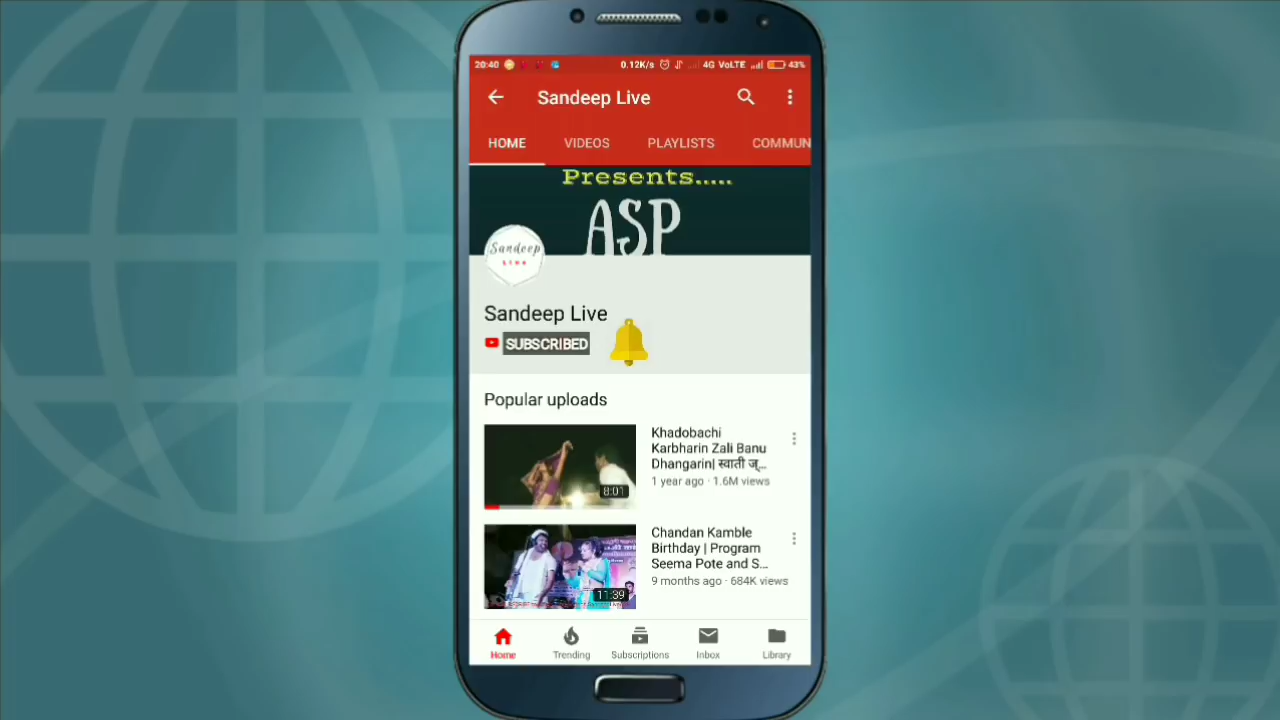 20:40 0.12K/s 4G VoLTE 43%
Sandeep Live
HOME VIDEOS PLAYLISTS COMMUN
Presents.....
ASP
Sandeep
Live
Sandeep Live
SUBSCRIBED
Popular uploads
Khadobachi
Karbharin Zali Banu
Dhangarin| स्वाती ज्...
1 year ago · 1.6M views
8:01
Chandan Kamble
Birthday | Program
Seema Pote and S...
9 months ago · 684K views
11:39
Home Trending Subscriptions Inbox Library